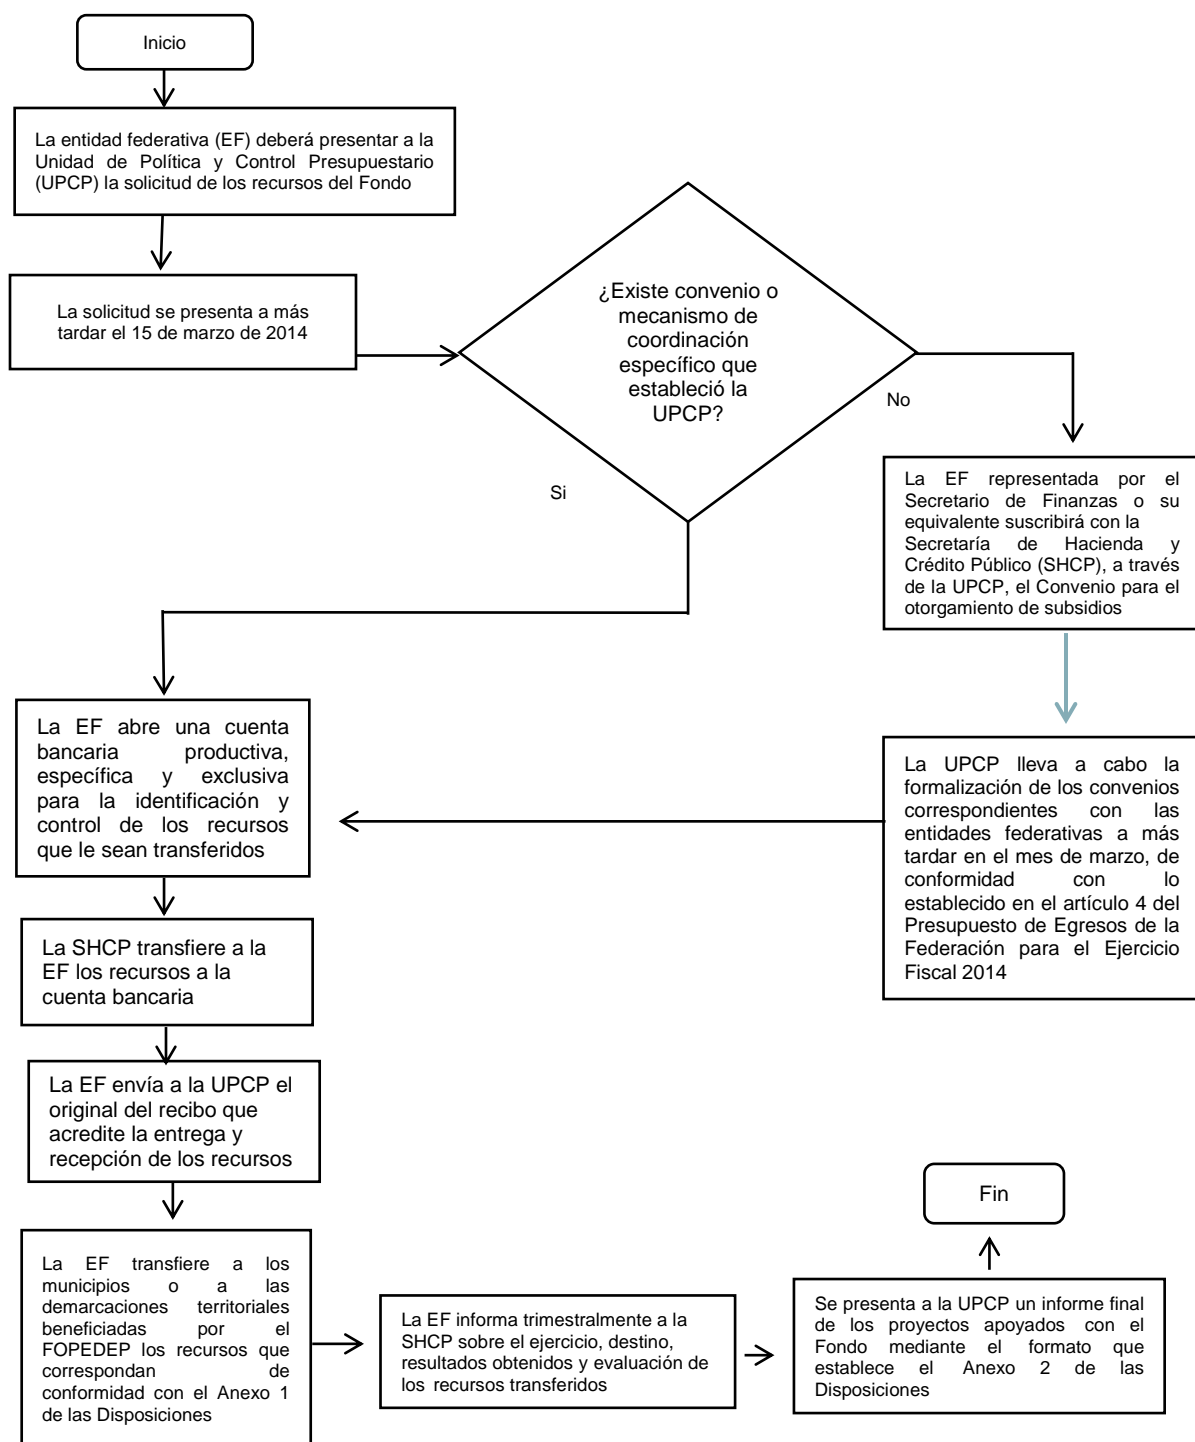 Inicio
La entidad federativa (EF) deberá presentar a la
Unidad de Política y Control Presupuestario
(UPCP) la solicitud de los recursos del Fondo
La solicitud se presenta a más
tardar el 15 de marzo de 2014
¿Existe convenio o
mecanismo de
coordinación
específico que
estableció la
UPCP?
No
Si
La EF representada por el
Secretario de Finanzas o su
equivalente suscribirá con la
Secretaría de Hacienda y
Crédito Público (SHCP), a través
de la UPCP, el Convenio para el
otorgamiento de subsidios
La EF abre una cuenta
bancaria productiva,
específica y exclusiva
para la identificación y
control de los recursos
que le sean transferidos
La UPCP lleva a cabo la
formalización de los convenios
correspondientes con las
entidades federativas a más
tardar en el mes de marzo, de
conformidad con lo
establecido en el artículo 4 del
Presupuesto de Egresos de la
Federación para el Ejercicio
Fiscal 2014
La SHCP transfiere a la
EF los recursos a la
cuenta bancaria
La EF envía a la UPCP el
original del recibo que
acredite la entrega y
recepción de los recursos
La EF transfiere a los
municipios o a las
demarcaciones territoriales
beneficiadas por el
FOPEDEP los recursos que
correspondan de
conformidad con el Anexo 1
de las Disposiciones
La EF informa trimestralmente a la
SHCP sobre el ejercicio, destino,
resultados obtenidos y evaluación de
los recursos transferidos
Se presenta a la UPCP un informe final
de los proyectos apoyados con el
Fondo mediante el formato que
establece el Anexo 2 de las
Disposiciones
Fin